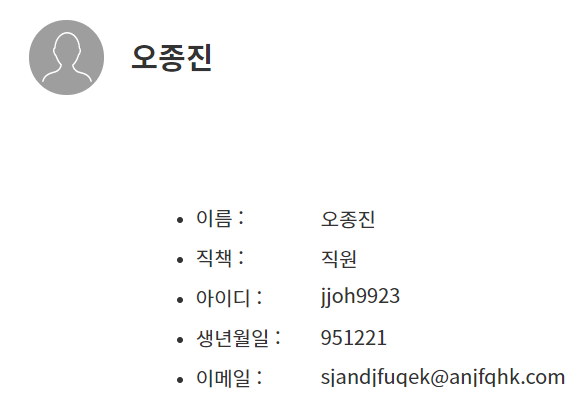 오종진
이름 : 오종진
직책 : 직원
아이디 : jjoh9923
생년월일 : 951221
이메일 : sjandjfuqek@anjfqhk.com